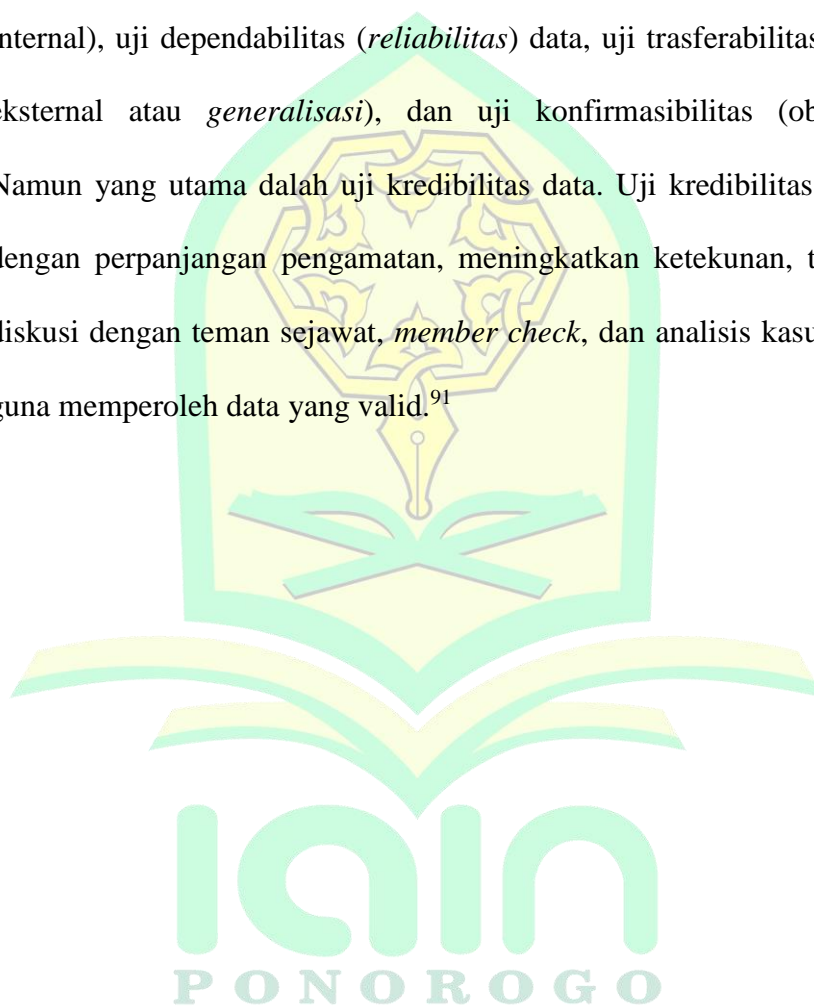 nternal), uji dependabilitas (reliabilitas) data, uji trasferabilitas
eksternal atau generalisasi), dan uji konfirmasibilitas (ob
Namun yang utama dalah uji kredibilitas data. Uji kredibilitas
dengan perpanjangan pengamatan, meningkatkan ketekunan, t
diskusi dengan teman sejawat, member check, dan analisis kasu
guna memperoleh data yang valid.91
iain
PONOROGO